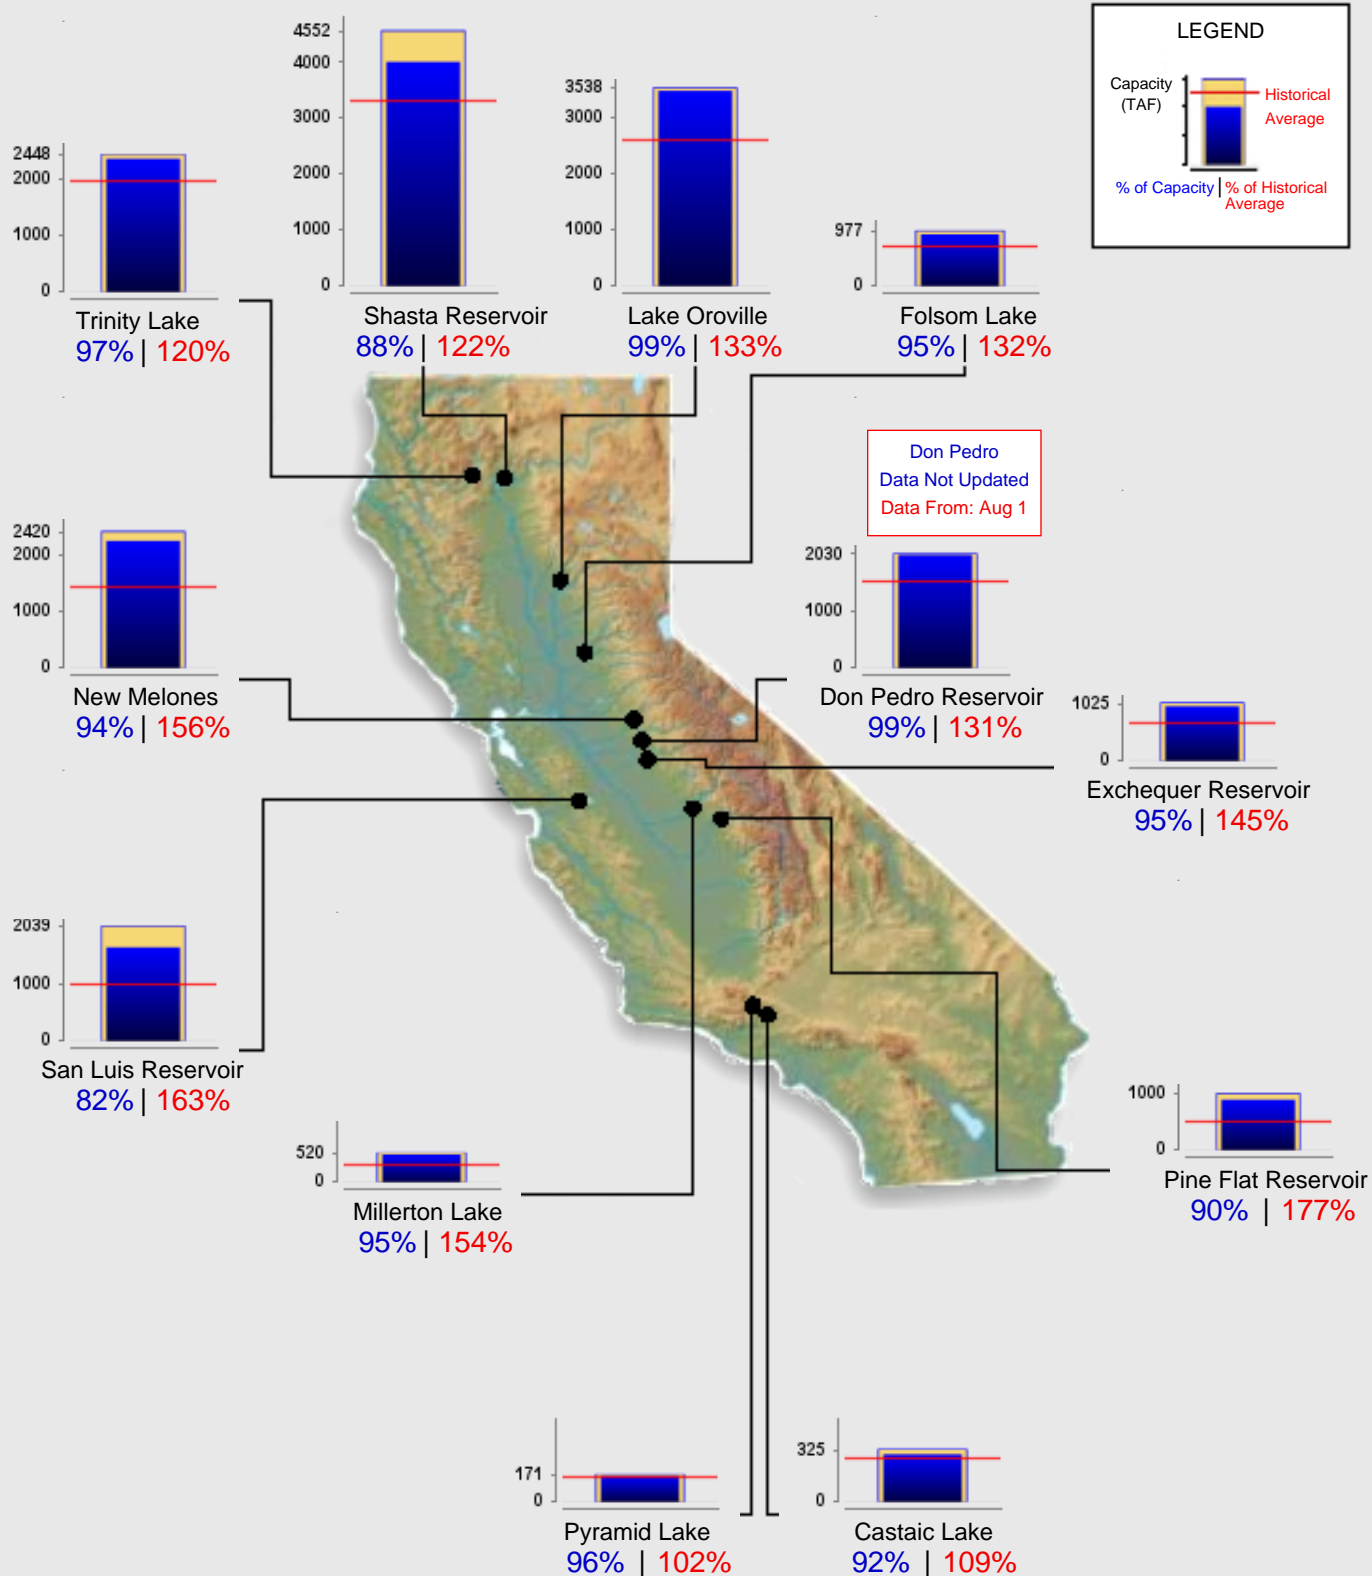 LEGEND
Capacity
(TAF)
Historical
Average
% of Capacity | % of Historical
Average
4552
4000
3000
2000
1000
0
Shasta Reservoir
88% | 122%
3538
3000
2000
1000
0
Lake Oroville
99% | 133%
2448
2000
1000
0
Trinity Lake
97% | 120%
977
0
Folsom Lake
95% | 132%
Don Pedro
Data Not Updated
Data From: Aug 1
2420
2000
1000
0
New Melones
94% | 156%
2030
1000
0
Don Pedro Reservoir
99% | 131%
1025
0
Exchequer Reservoir
95% | 145%
2039
1000
0
San Luis Reservoir
82% | 163%
520
0
Millerton Lake
95% | 154%
1000
0
Pine Flat Reservoir
90% | 177%
171
0
Pyramid Lake
96% | 102%
325
0
Castaic Lake
92% | 109%